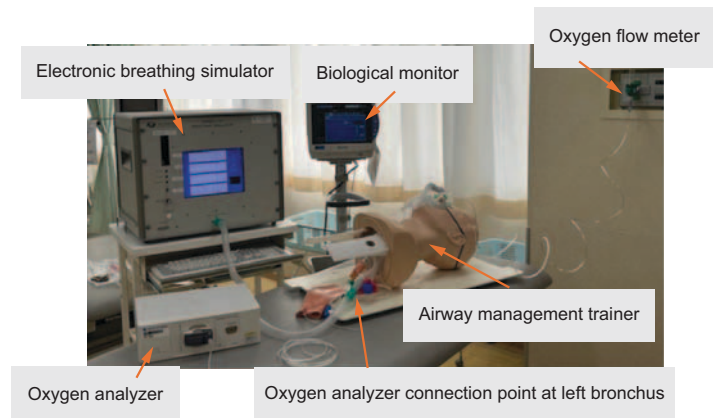 Oxygen flow meter
Electronic breathing simulator
Biological monitor
Airway management trainer
Oxygen analyzer
Oxygen analyzer connection point at left bronchus